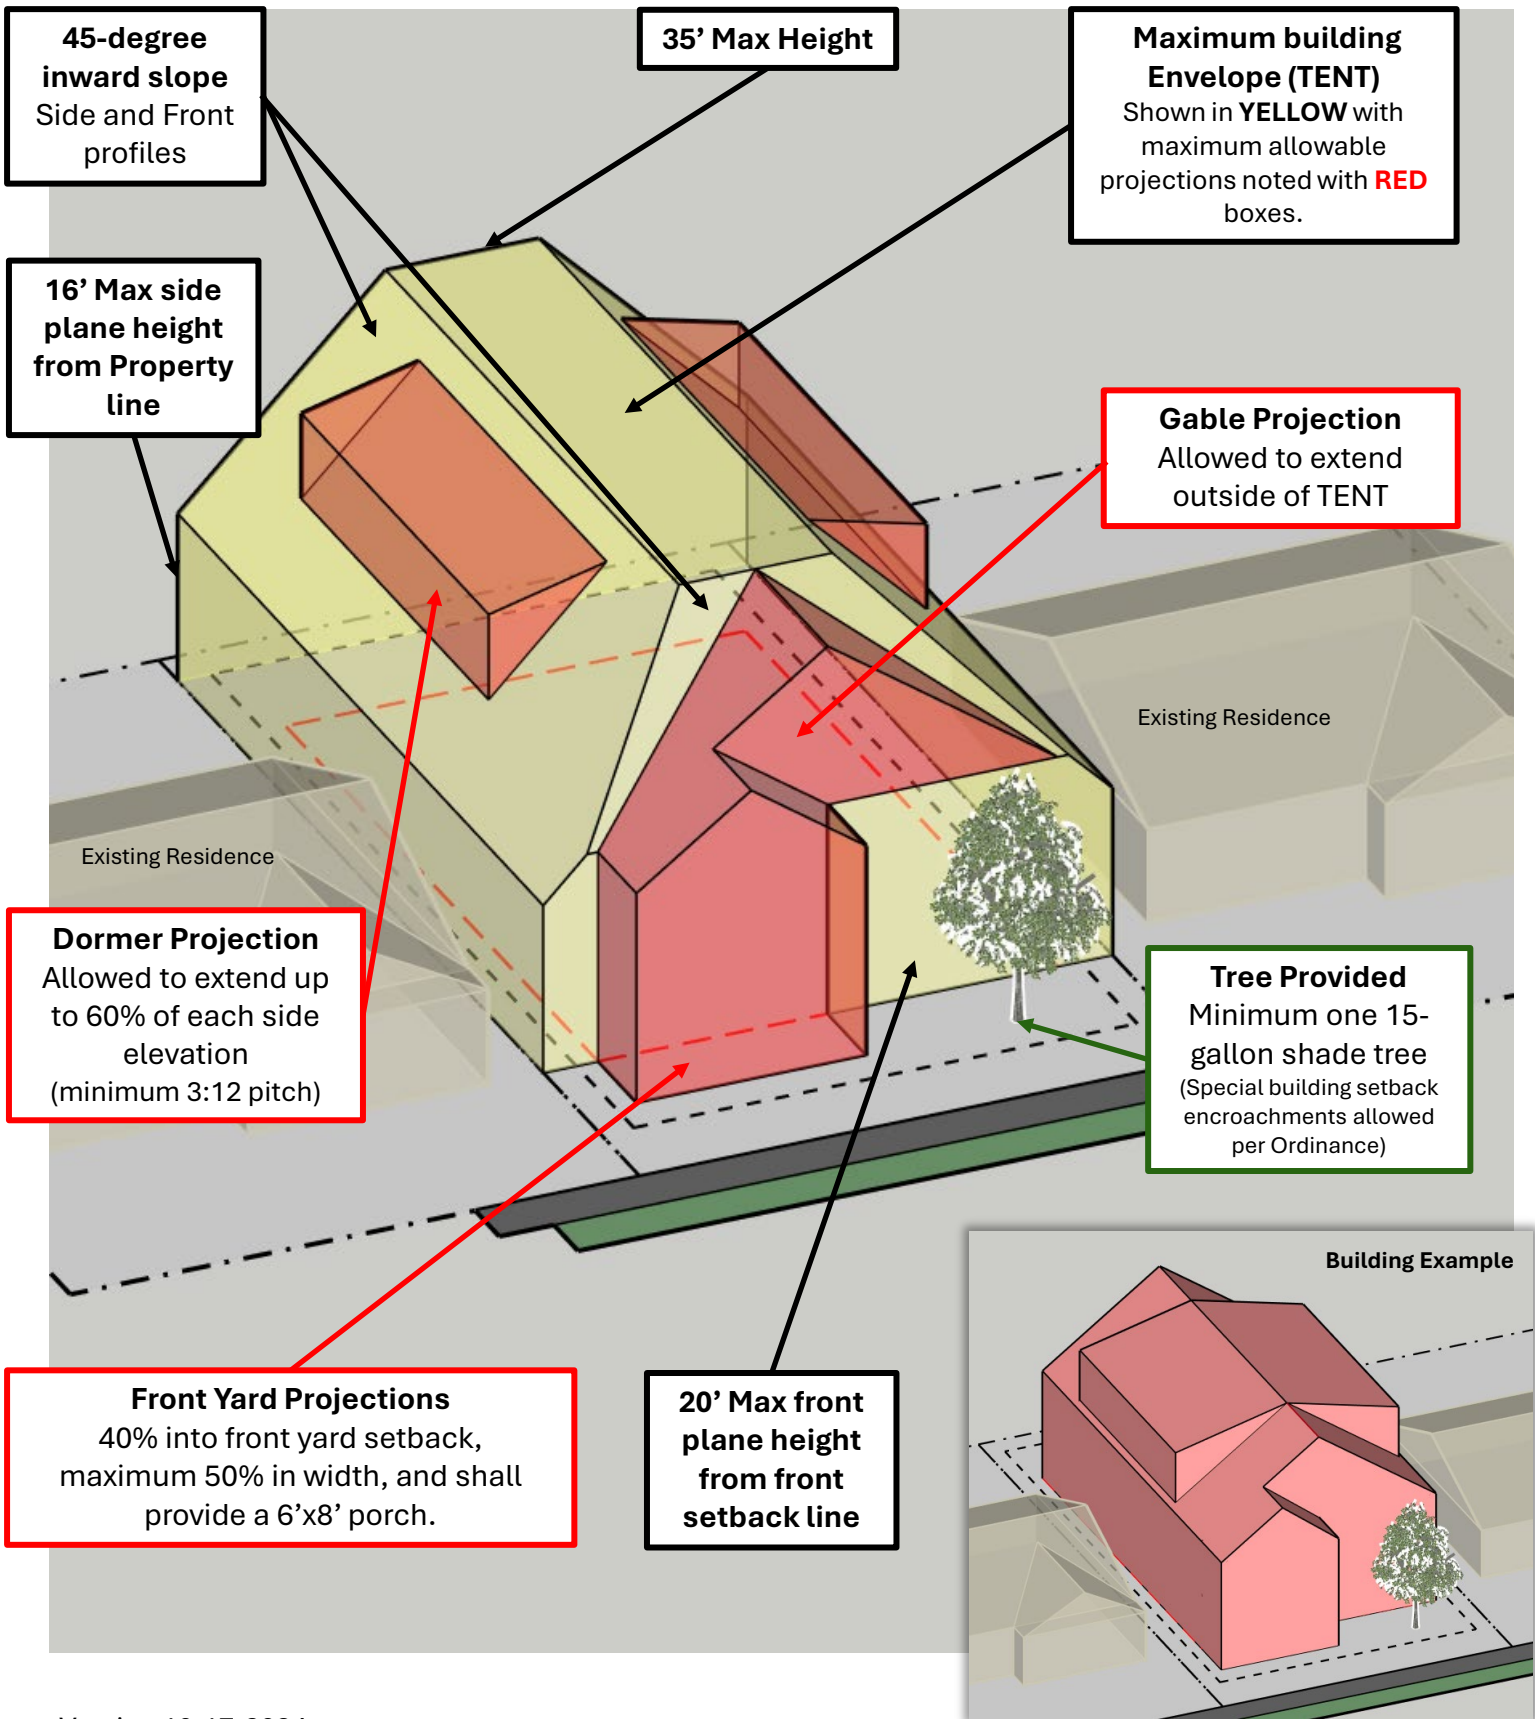 45-degree
inward slope
Side and Front
profiles
35’ Max Height
Maximum building
Envelope (TENT)
Shown in YELLOW with
maximum allowable
projections noted with RED
boxes.
16’ Max side
plane height
from Property
line
Gable Projection
Allowed to extend
outside of TENT
Existing Residence
Existing Residence
Dormer Projection
Allowed to extend up
to 60% of each side
elevation
(minimum 3:12 pitch)
Tree Provided
Minimum one 15-
gallon shade tree
(Special building setback
encroachments allowed
per Ordinance)
Building Example
Front Yard Projections
40% into front yard setback,
maximum 50% in width, and shall
provide a 6’x8’ porch.
20’ Max front
plane height
from front
setback line